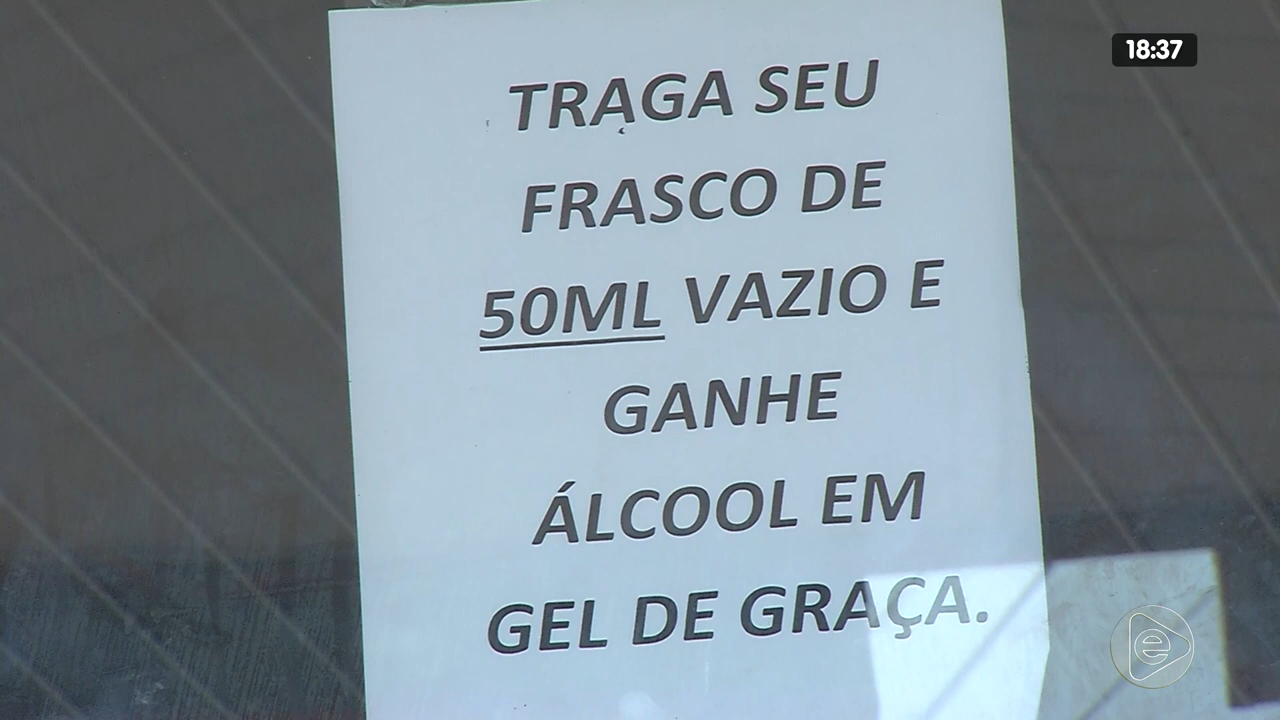 18:37
TRAGA SEU
FRASCO DE
50ML VAZIO E
GANHE
ÁLCOOL EM
GEL DE GRAÇA.
e